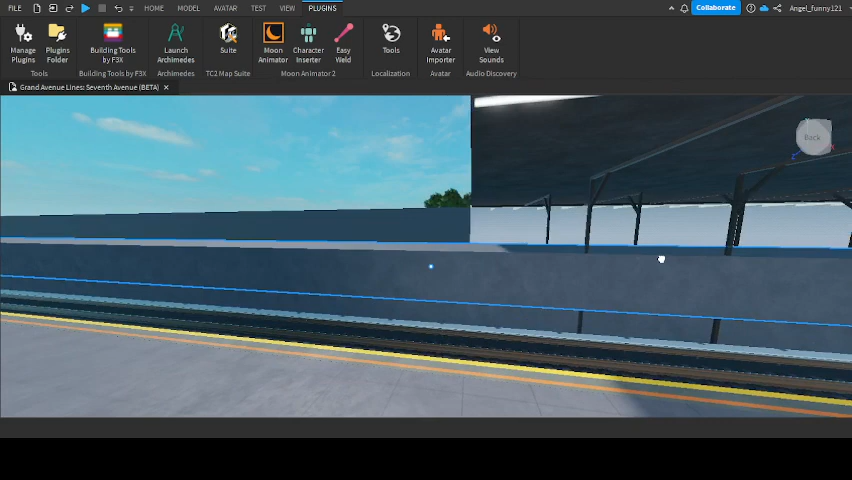 FILE HOME MODEL AVATAR TEST VIEW PLUGINS Collaborate Angel_funny121
Manage Plugins Building Tools Launch Suite Moon Character Easy Tools Avatar View
Plugins Folder by F3X Archimedes Animator Inserter Weld Importer Sounds
Tools Building Tools by F3X Archimedes TC2 Map Suite Moon Animator 2 Localization Avatar Audio Discovery
Grand Avenue Lines: Seventh Avenue (BETA) ×
Back